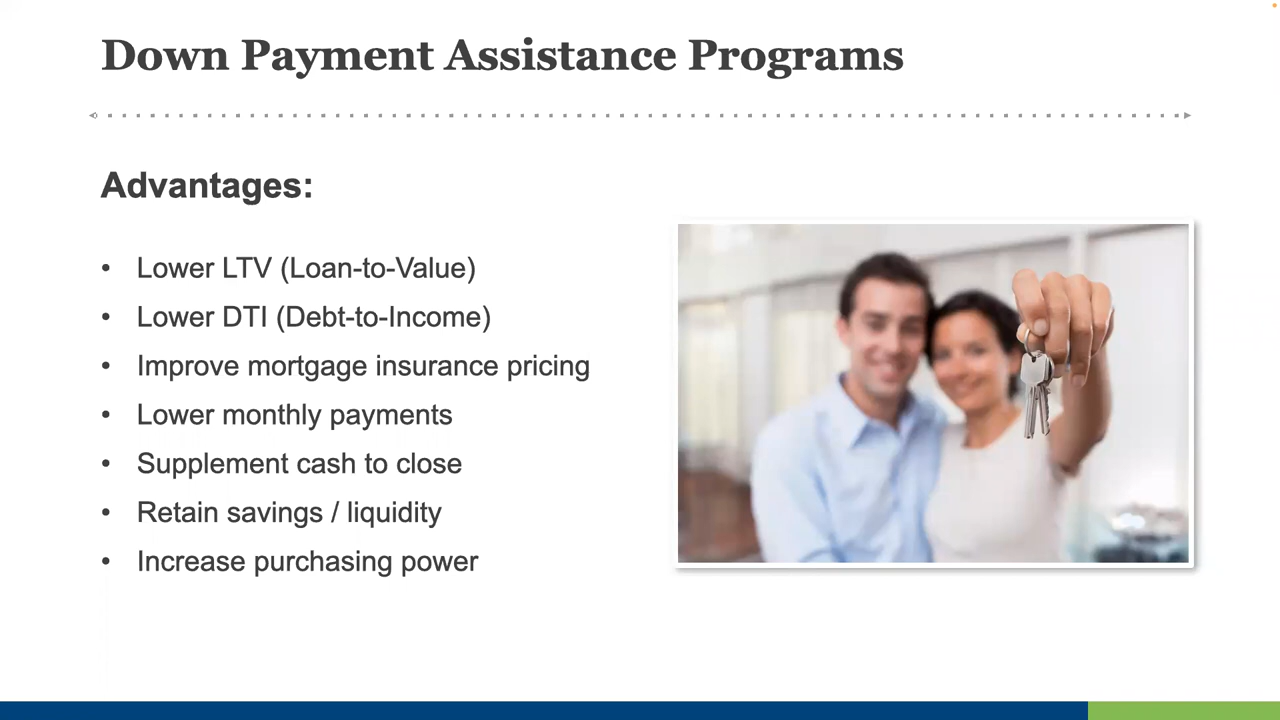 Down Payment Assistance Programs
Advantages:
• Lower LTV (Loan-to-Value)
• Lower DTI (Debt-to-Income)
• Improve mortgage insurance pricing
• Lower monthly payments
• Supplement cash to close
• Retain savings / liquidity
• Increase purchasing power